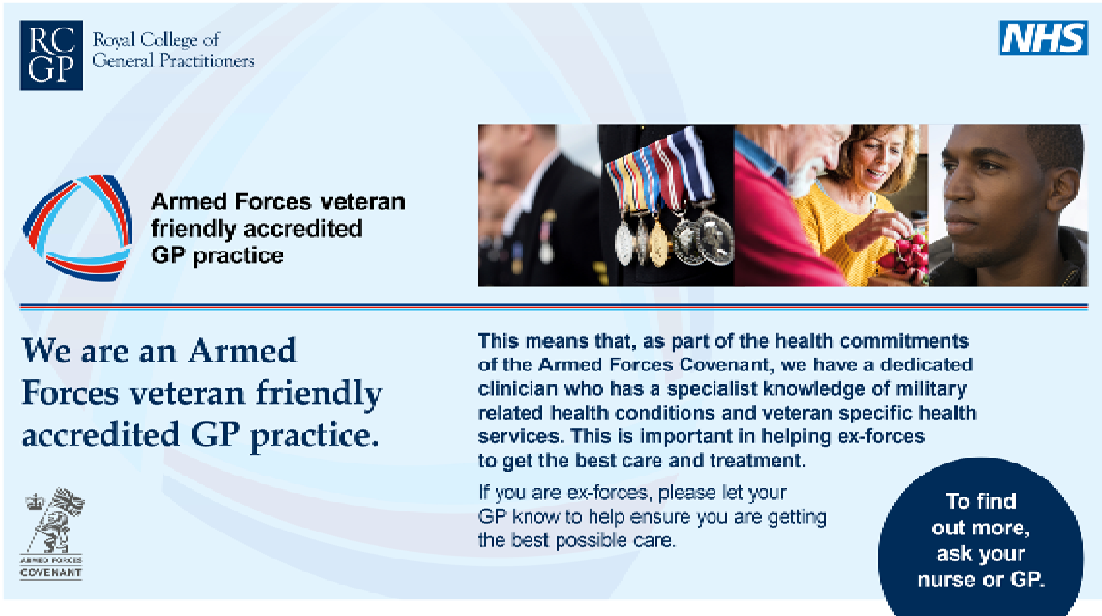 RC
GP
Royal College of
General Practitioners
NHS
Armed Forces veteran
friendly accredited
GP practice
We are an Armed
Forces veteran friendly
accredited GP practice.
This means that, as part of the health commitments
of the Armed Forces Covenant, we have a dedicated
clinician who has a specialist knowledge of military
related health conditions and veteran specific health
services. This is important in helping ex-forces
to get the best care and treatment.
If you are ex-forces, please let your
GP know to help ensure you are getting
the best possible care.
ARMED FORCES
COVENANT
To find
out more,
ask your
nurse or GP.